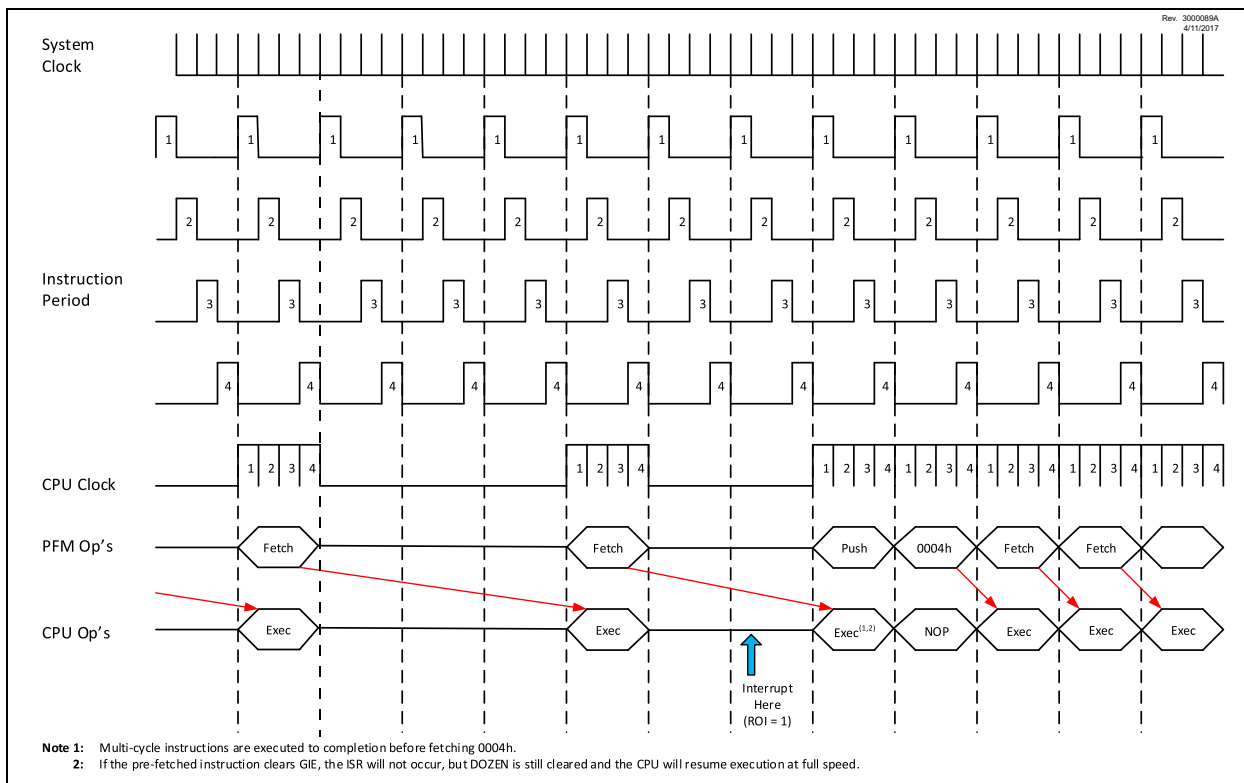 Rev. 3000089A
4/11/2017
System
Clock
1 1 1 1 1 1 1 1 1 1 1 1 1
2 2 2 2 2 2 2 2 2 2 2 2 2
Instruction
Period
3 3 3 3 3 3 3 3 3 3 3 3 3
4 4 4 4 4 4 4 4 4 4 4 4 4
CPU Clock
1 2 3 4 1 2 3 4 1 2 3 4 1 2 3 4 1 2 3 4 1 2 3 4 1 2 3 4
PFM Op's
Fetch Fetch Push 0004h Fetch Fetch
CPU Op's
Exec Exec Exec(1,2) NOP Exec Exec Exec
Interrupt
Here
(ROI = 1)
Note 1: Multi-cycle instructions are executed to completion before fetching 0004h.
2: If the pre-fetched instruction clears GIE, the ISR will not occur, but DOZEN is still cleared and the CPU will resume execution at full speed.